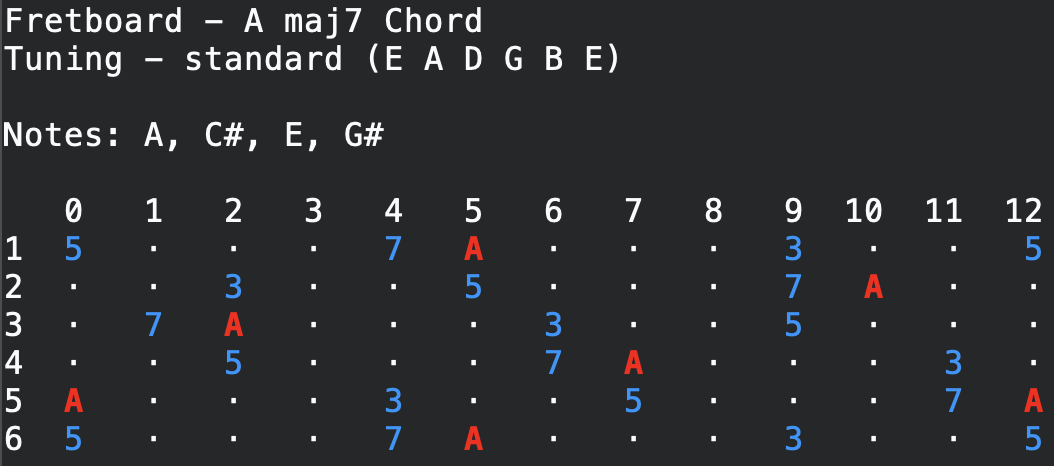 Fretboard – A maj7 Chord
Tuning – standard (E A D G B E)
Notes: A, C#, E, G#
0 1 2 3 4 5 6 7 8 9 10 11 12
1 5 · · · 7 A · · · 3 · · 5
2 · · 3 · · 5 · · · 7 A · ·
3 · 7 A · · · 3 · · 5 · · ·
4 · · 5 · · · 7 A · · · 3 ·
5 A · · · 3 · · 5 · · · 7 A
6 5 · · · 7 A · · · 3 · · 5